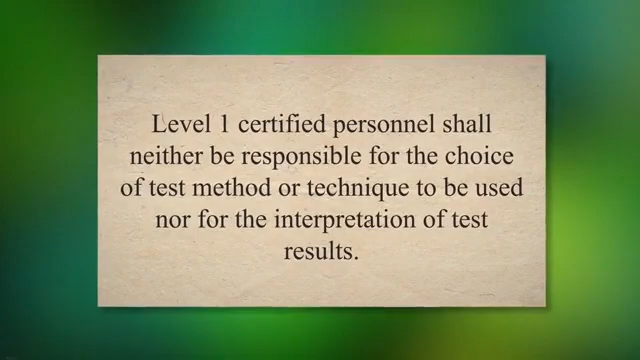 Level 1 certified personnel shall
neither be responsible for the choice
of test method or technique to be used
nor for the interpretation of test
results.